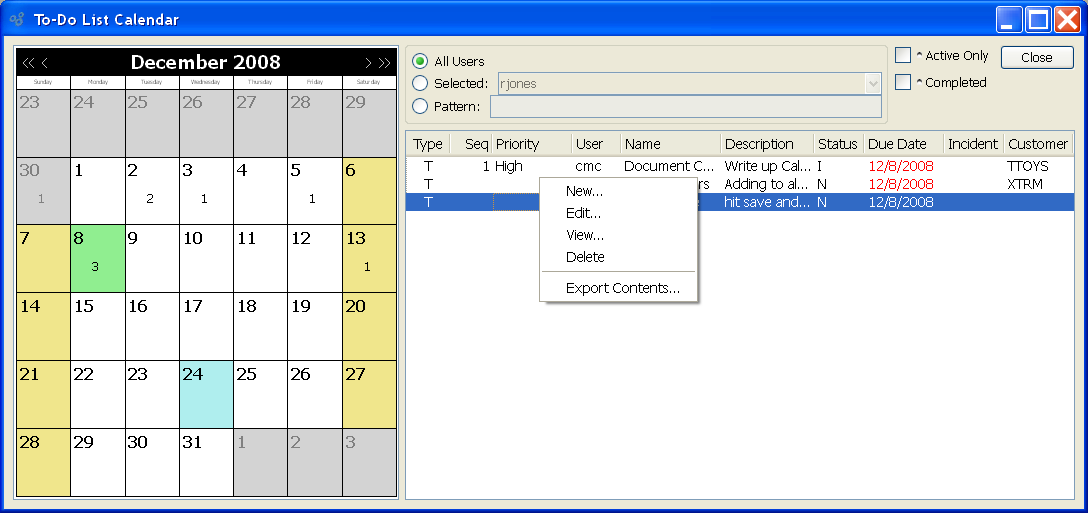 To-Do List Calendar
<< < December 2008 > >>
Sunday Monday Tuesday Wednesday Thursday Friday Saturday
23 24 25 26 27 28 29
30 1 2 3 4 5 6
1 2 1 1
7 8 9 10 11 12 13
3 1
14 15 16 17 18 19 20
21 22 23 24 25 26 27
28 29 30 31 1 2 3
All Users
Selected: rjones
Pattern:
* Active Only
* Completed
Close
Type Seq Priority User Name Description Status Due Date Incident Customer
T 1 High cmc Document C... Write up Cal... I 12/8/2008 TTOYS
T rs Adding to al... N 12/8/2008 XTRM
T hit save and... N 12/8/2008
New...
Edit...
View...
Delete
Export Contents...